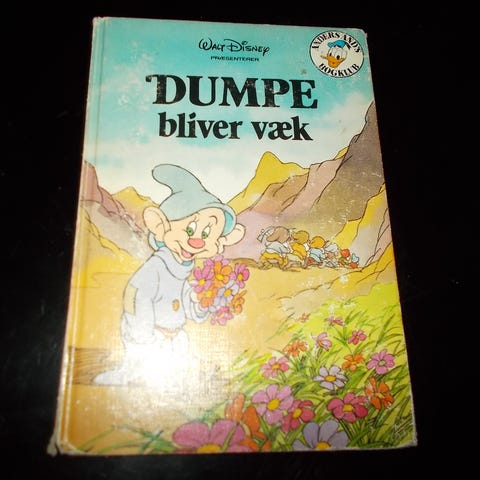 WALT DISNEY
PRÆSENTERER
ANDERS AND'S
BOGKLUB
DUMPE
bliver væk